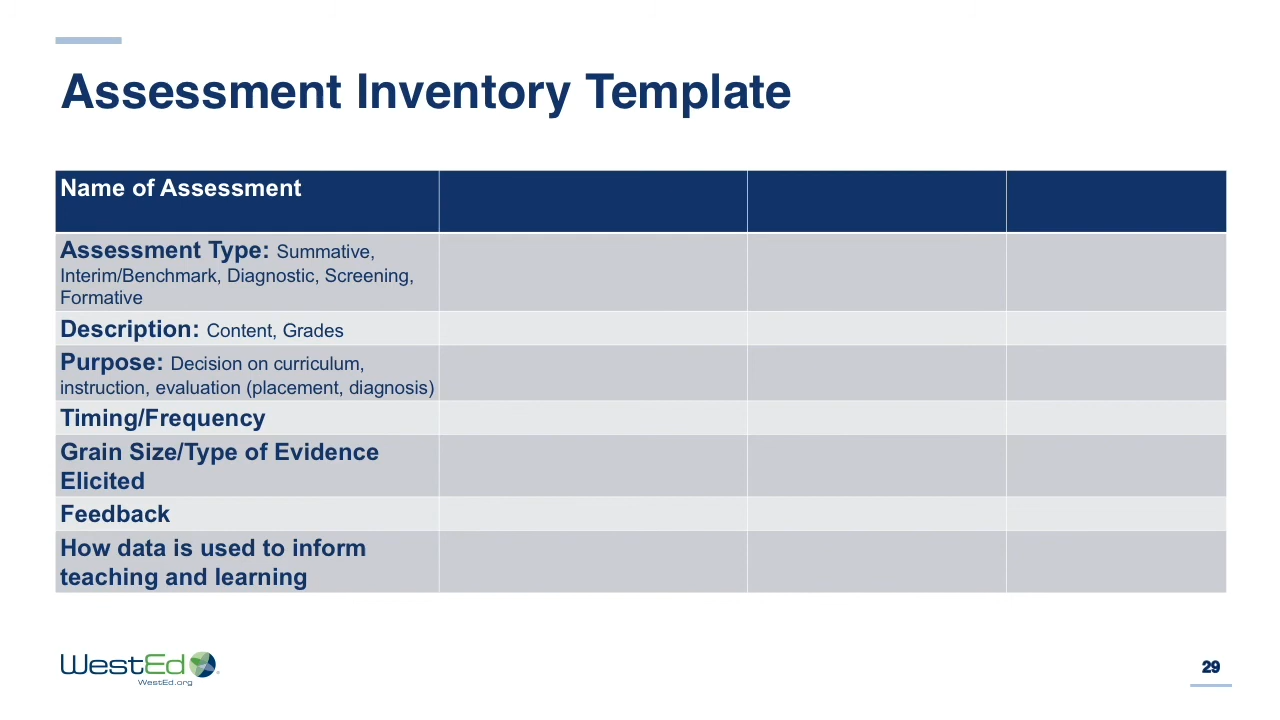 Assessment Inventory Template
Name of Assessment
Assessment Type: Summative,
Interim/Benchmark, Diagnostic, Screening,
Formative
Description: Content, Grades
Purpose: Decision on curriculum,
instruction, evaluation (placement, diagnosis)
Timing/Frequency
Grain Size/Type of Evidence
Elicited
Feedback
How data is used to inform
teaching and learning
WestEd
WestEd.org
29